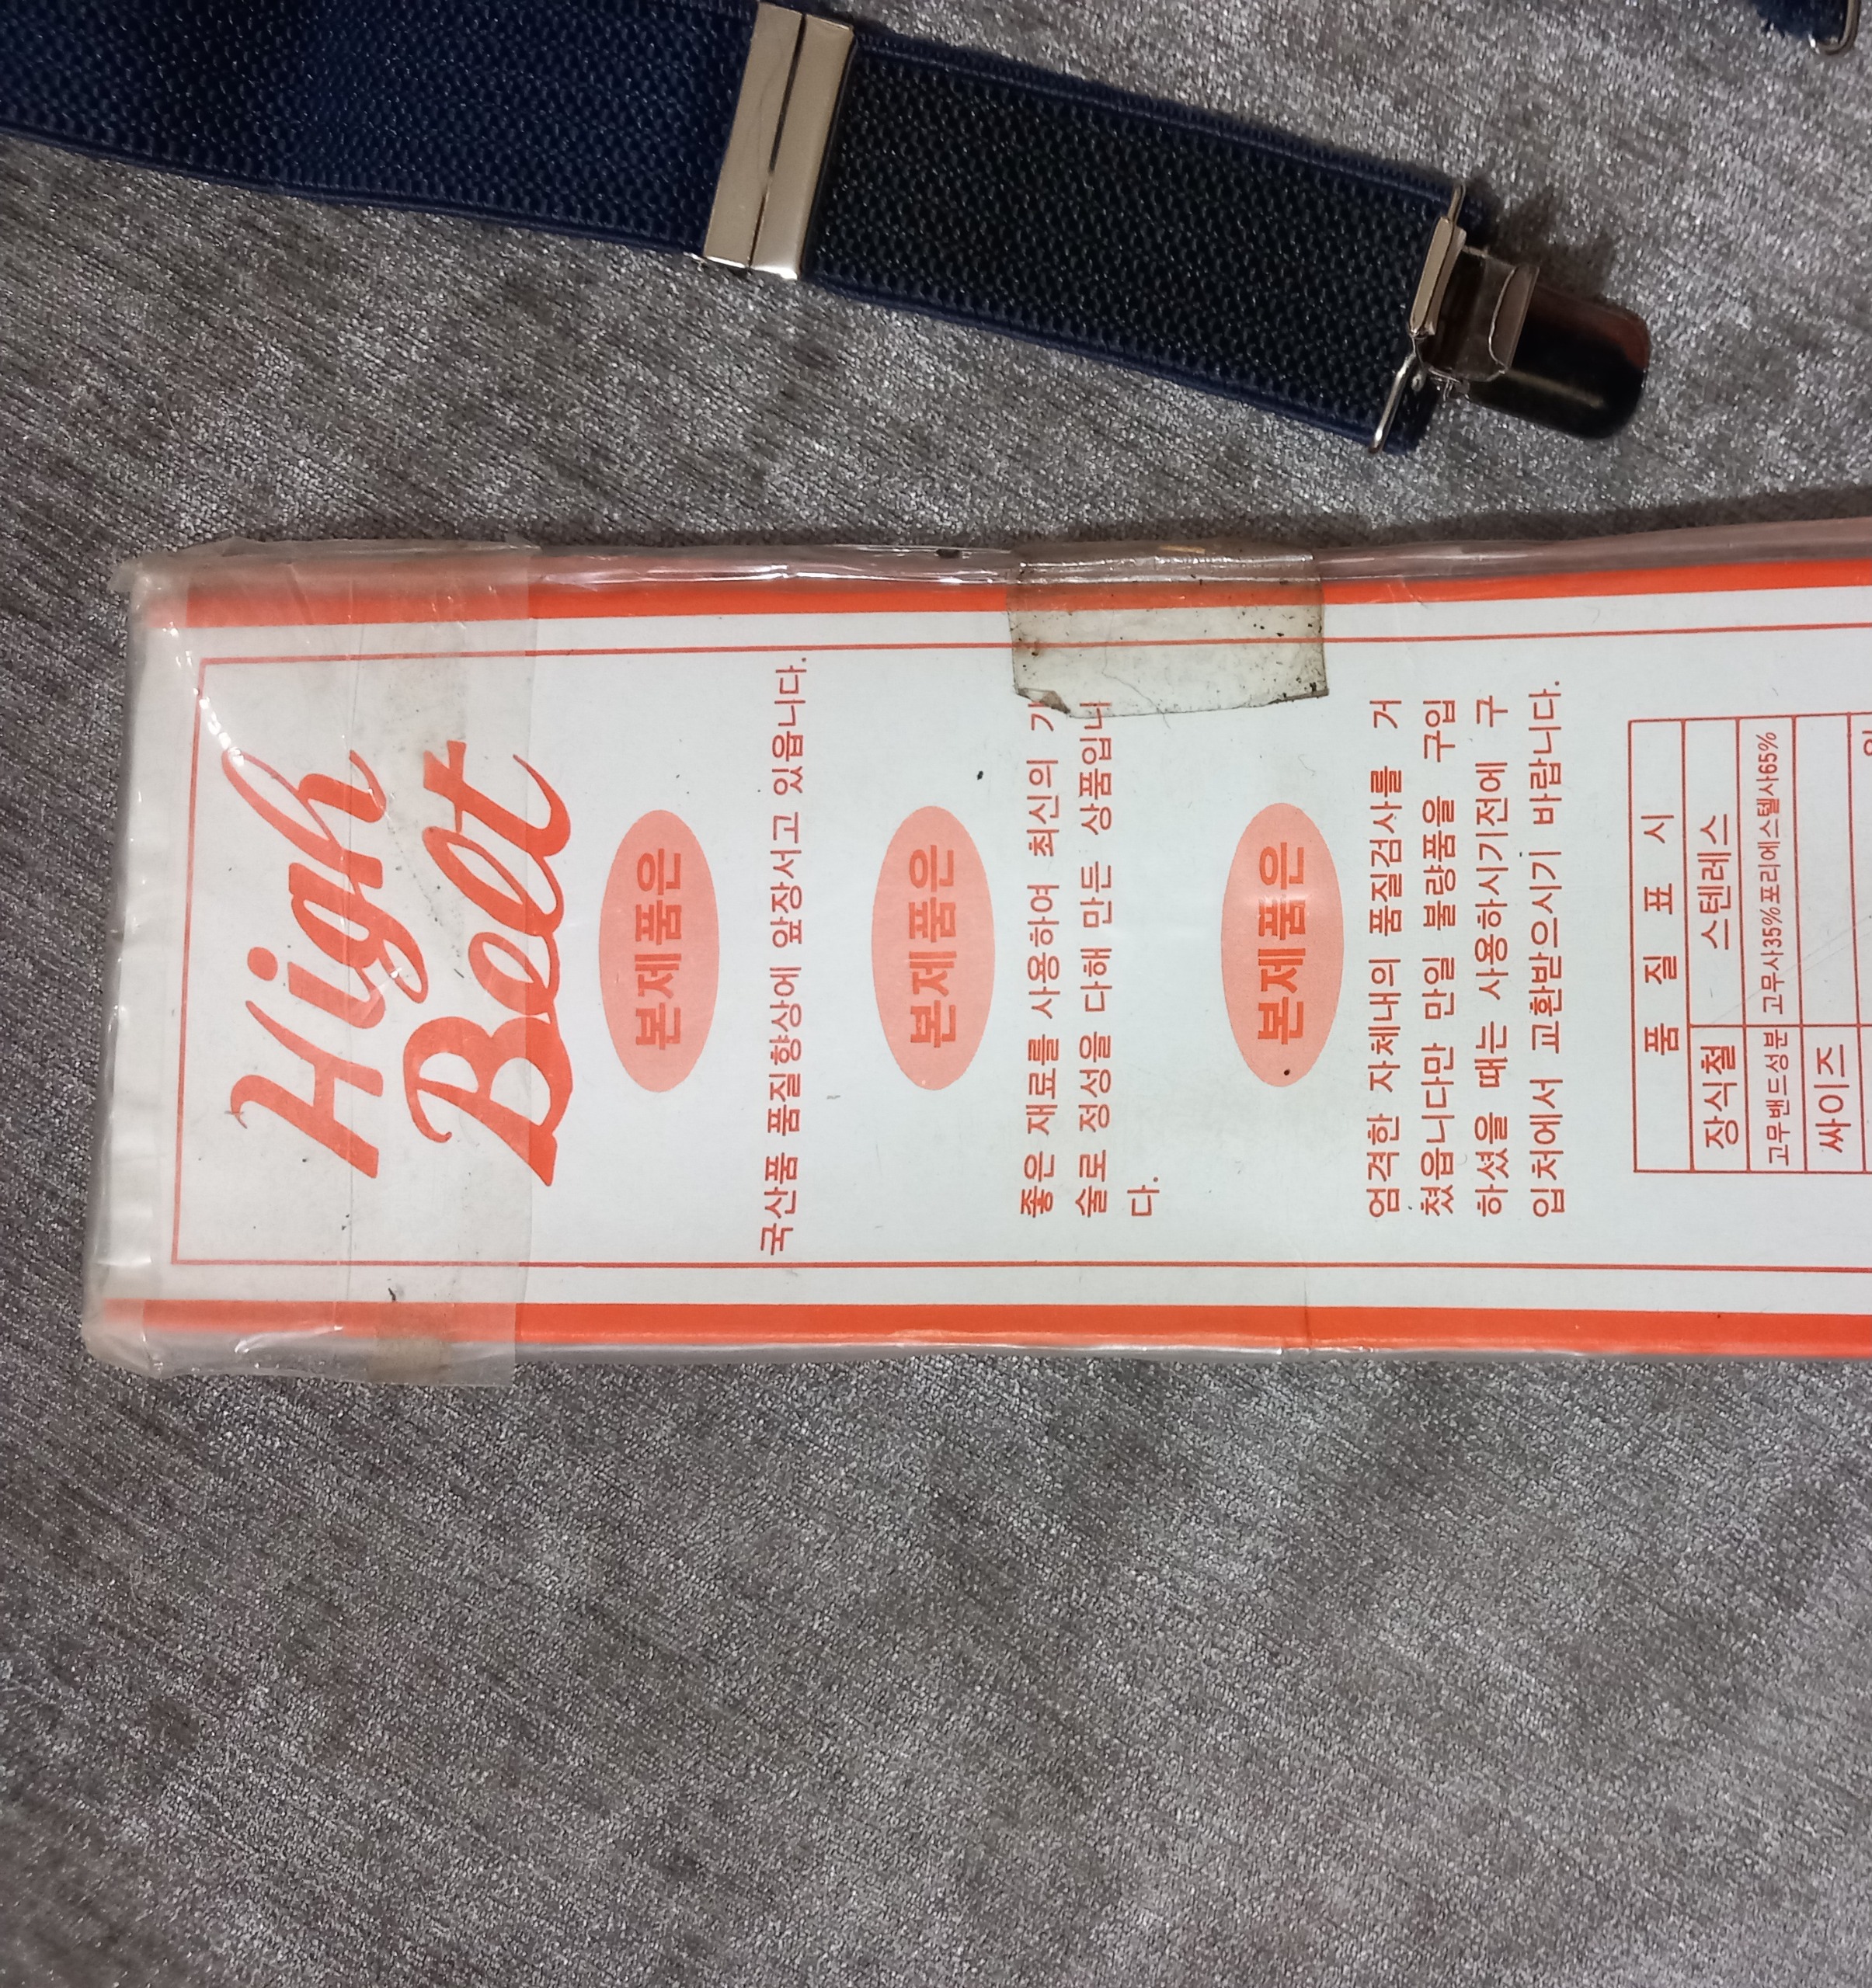 High
Belt
본제품은
국산품 품질향상에 앞장서고 있읍니다.
본제품은
좋은 재료를 사용하여 최신의 기
술로 정성을 다해 만든 상품입니
다.
본제품은
엄격한 자체내의 품질검사를 거
쳤읍니다만 만일 불량품을 구입
하셨을 때는 사용하시기전에 구
입처에서 교환받으시기 바랍니다.
품 질 표 시
장식철 스텐레스
고무밴드성분 고무사35%포리에스텔사65%
싸이즈